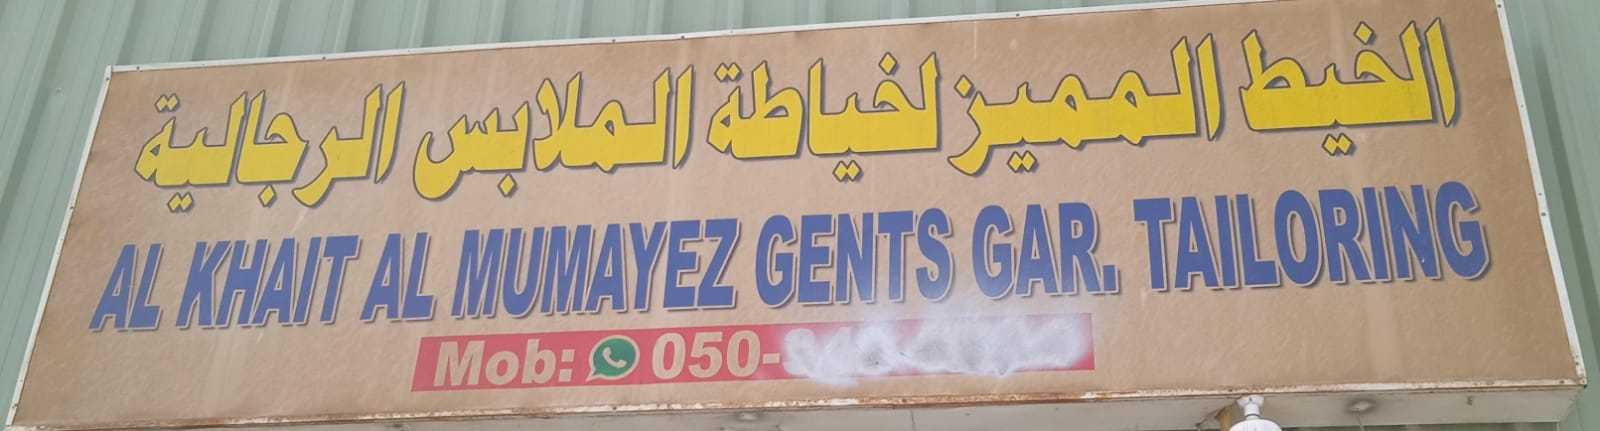 الخيط المميز لخياطة الملابس الرجالية
AL KHAIT AL MUMAYEZ GENTS GAR. TAILORING
Mob: 050-